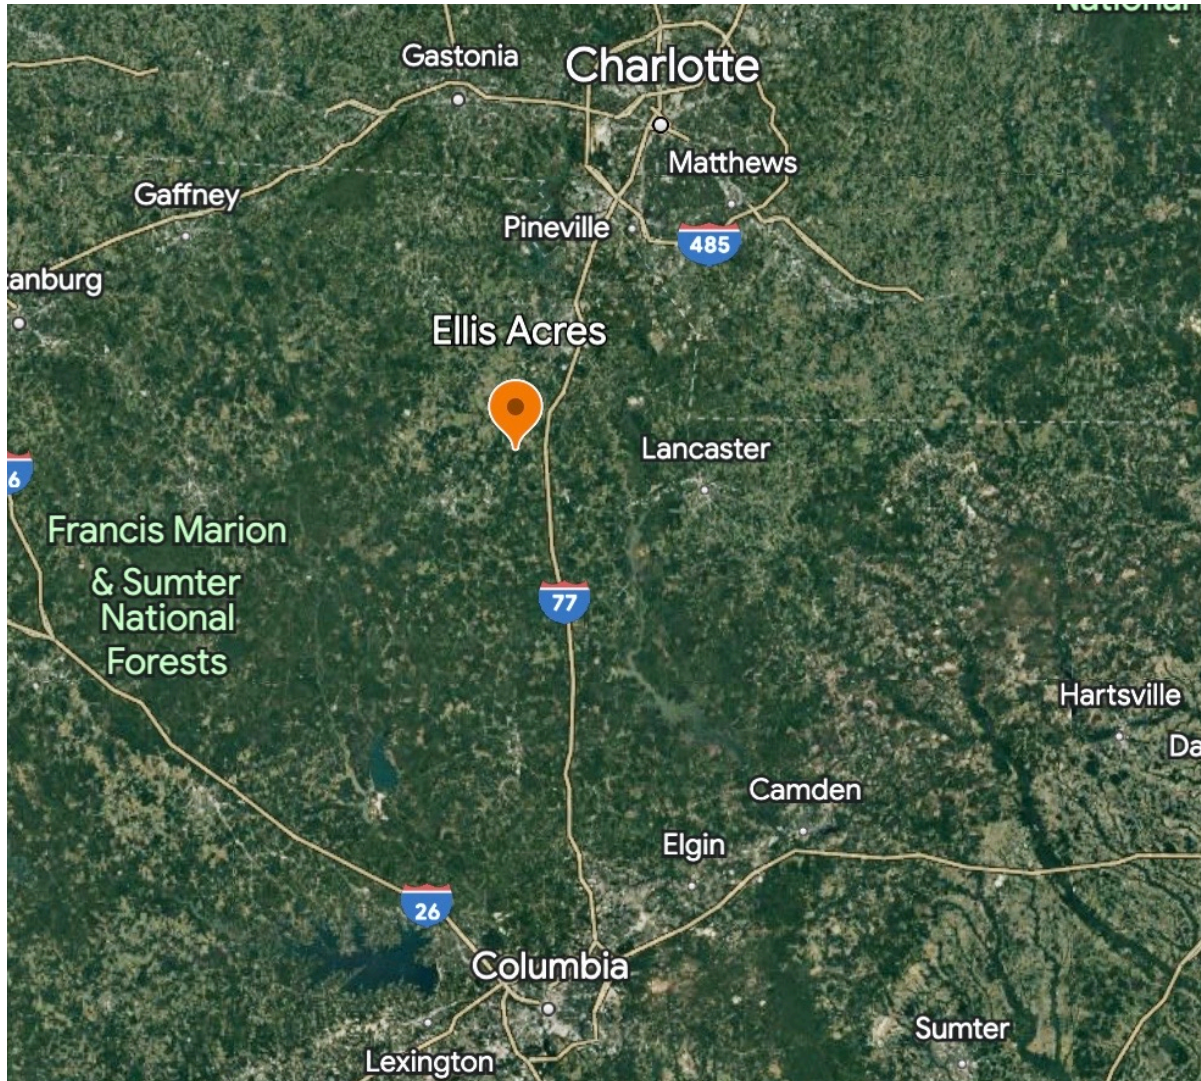 National
Gastonia
Charlotte
Matthews
Gaffney
Pineville
485
tanburg
Ellis Acres
Lancaster
6
Francis Marion
& Sumter
National
Forests
77
Hartsville
Da
Camden
Elgin
26
Columbia
Sumter
Lexington